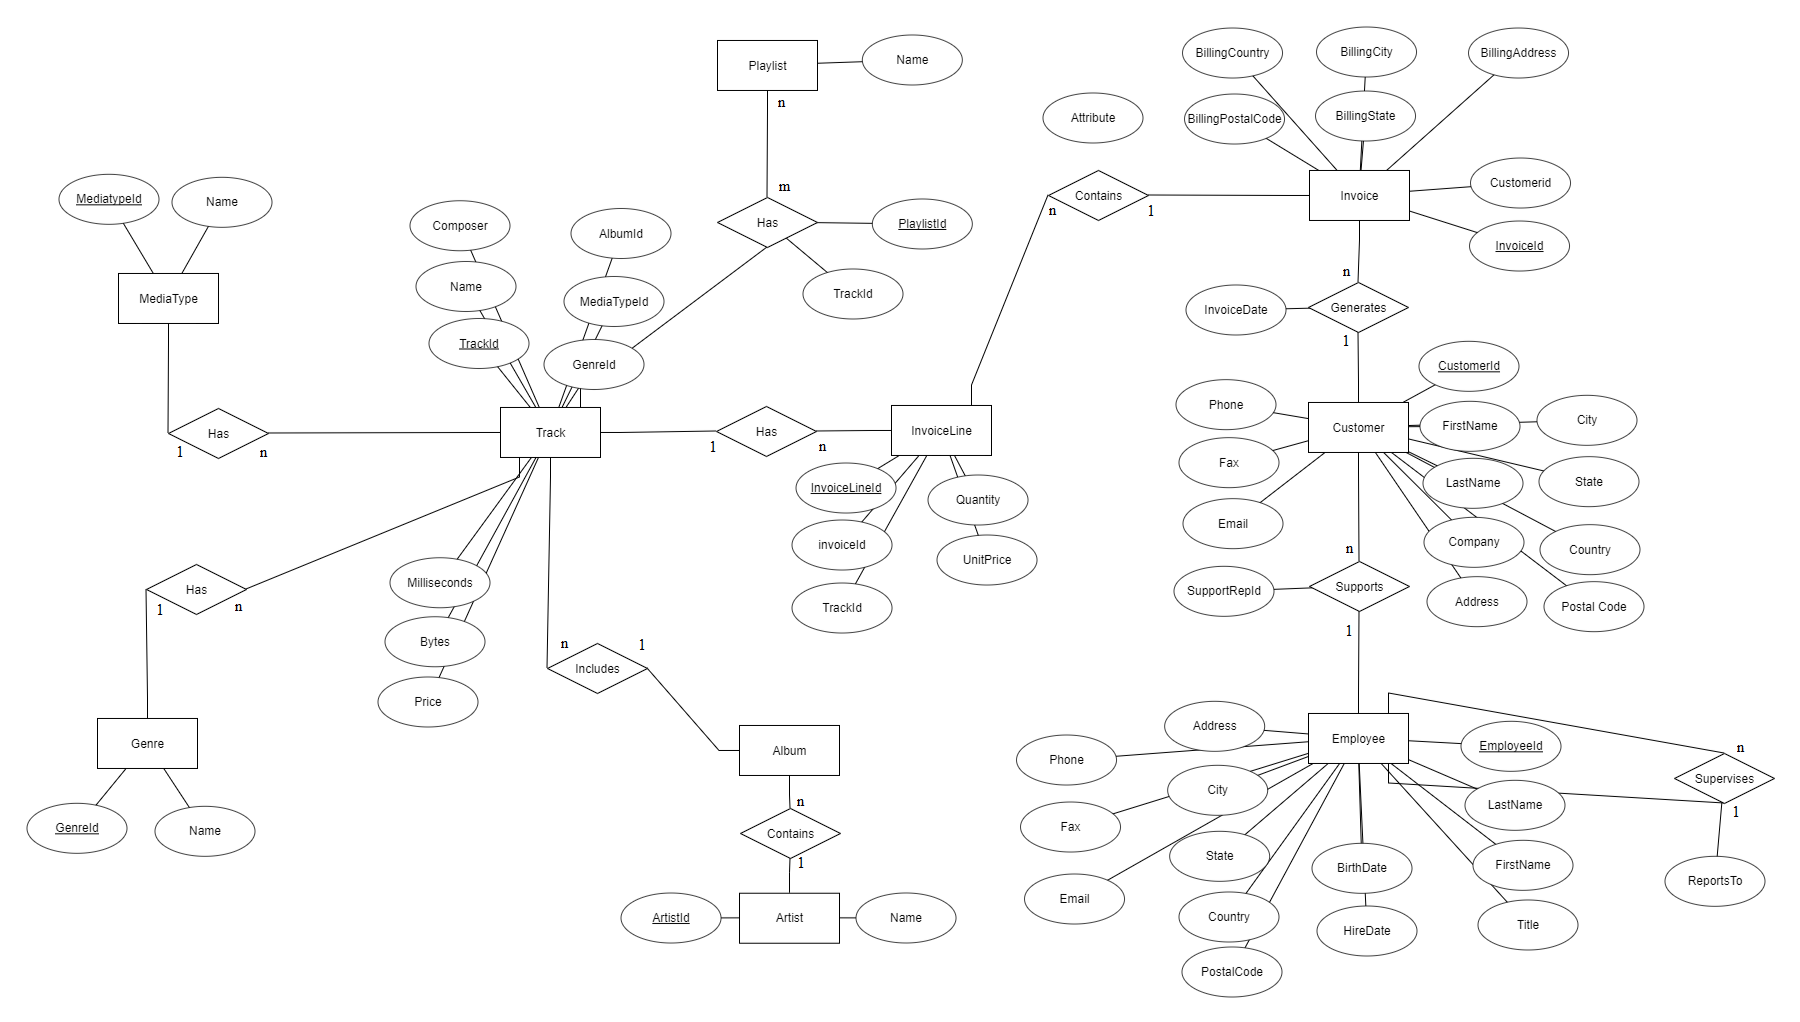 BillingCountry
BillingCity
BillingAddress
Playlist
Name
n
Attribute
BillingPostalCode
BillingState
m
MediatypeId
Name
Composer
AlbumId
Has
PlaylistId
Contains
n
1
Invoice
Customerid
InvoiceId
MediaType
Name
MediaTypeId
TrackId
n
InvoiceDate
Generates
1
TrackId
GenreId
CustomerId
Phone
FirstName
City
Has
1
n
Track
Has
1
n
InvoiceLine
Customer
Fax
LastName
State
InvoiceLineId
Quantity
Email
invoiceId
UnitPrice
n
Company
Country
Has
1
n
Milliseconds
TrackId
SupportRepId
Supports
1
Address
Postal Code
Bytes
n
1
Includes
Price
Genre
Album
Address
Phone
Employee
EmployeeId
n
Supervises
1
City
LastName
n
Contains
1
GenreId
Name
Fax
State
BirthDate
FirstName
ReportsTo
Email
ArtistId
Artist
Name
Country
HireDate
Title
PostalCode